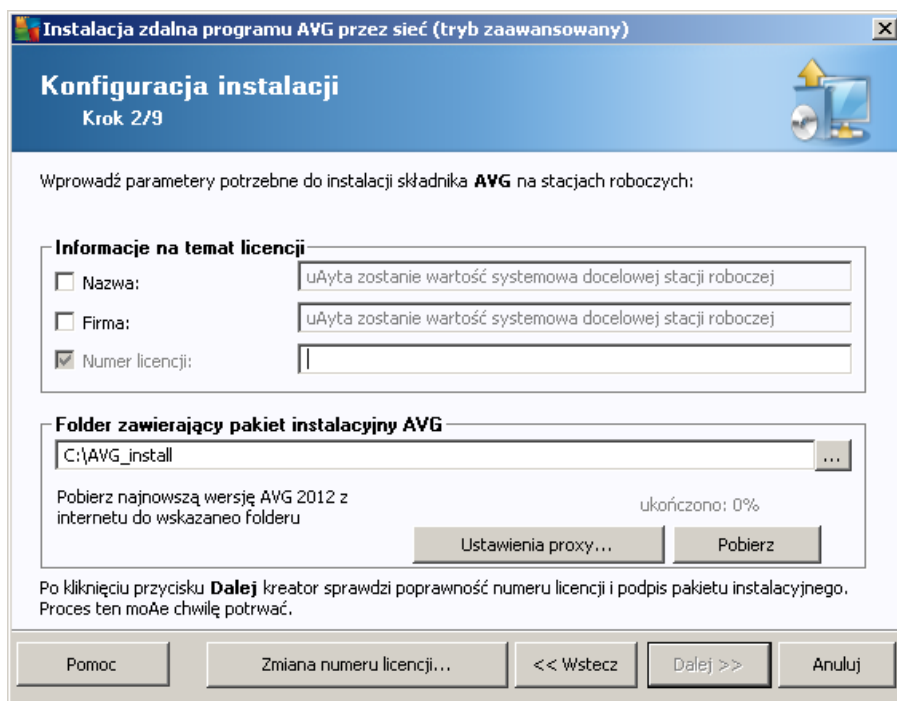 Instalacja zdalna programu AVG przez sieć (tryb zaawansowany)
Konfiguracja instalacji
Krok 2/9
Wprowadź parametery potrzebne do instalacji składnika AVG na stacjach roboczych:
Informacje na temat licencji
Nazwa:
uAyta zostanie wartość systemowa docelowej stacji roboczej
Firma:
uAyta zostanie wartość systemowa docelowej stacji roboczej
Numer licencji:
Folder zawierający pakiet instalacyjny AVG
C:\AVG_install
...
Pobierz najnowszą wersję AVG 2012 z
internetu do wskazaneo folderu
ukończono: 0%
Ustawienia proxy...
Pobierz
Po kliknięciu przycisku Dalej kreator sprawdzi poprawność numeru licencji i podpis pakietu instalacyjnego.
Proces ten moAe chwilę potrwać.
Pomoc
Zmiana numeru licencji...
<< Wstecz
Dalej >>
Anuluj